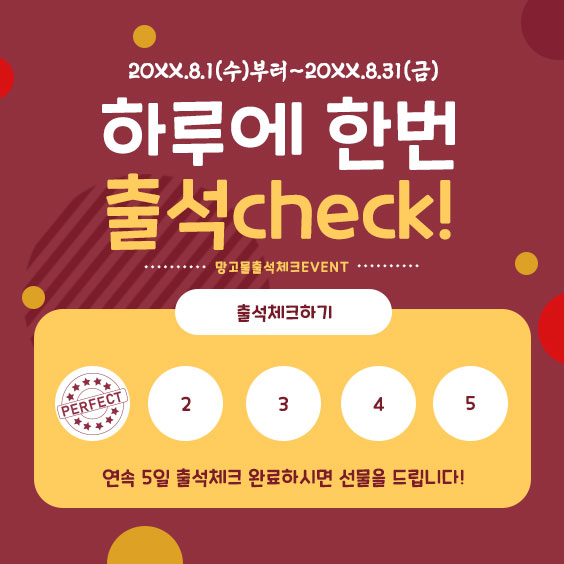 20XX.8.1(수)부터~20XX.8.31(금)
하루에 한번
출석check!
망고몰출석체크EVENT
출석체크하기
PERFECT 2 3 4 5
연속 5일 출석체크 완료하시면 선물을 드립니다!